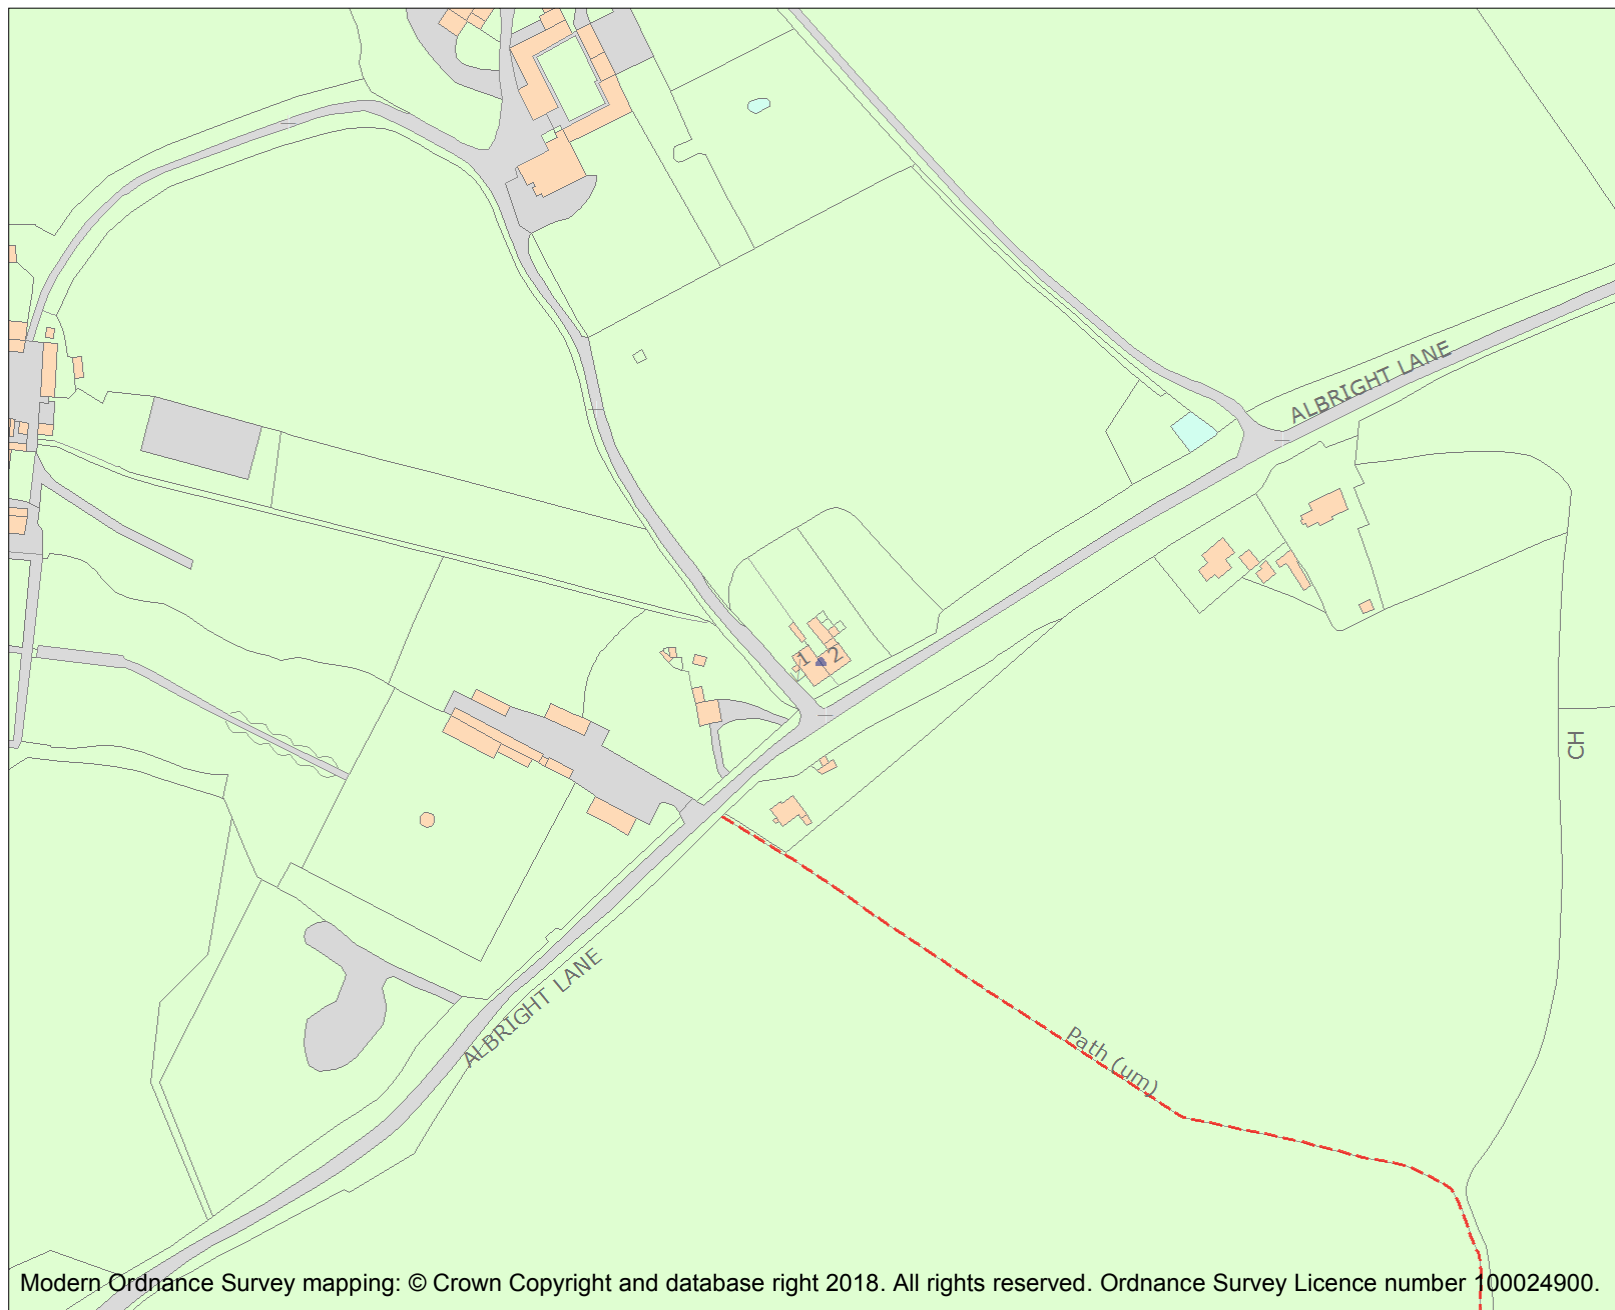 ALBRIGHT LANE
1
2
CH
ALBRIGHT LANE
Path (um)
Modern Ordnance Survey mapping: © Crown Copyright and database right 2018. All rights reserved. Ordnance Survey Licence number 100024900.